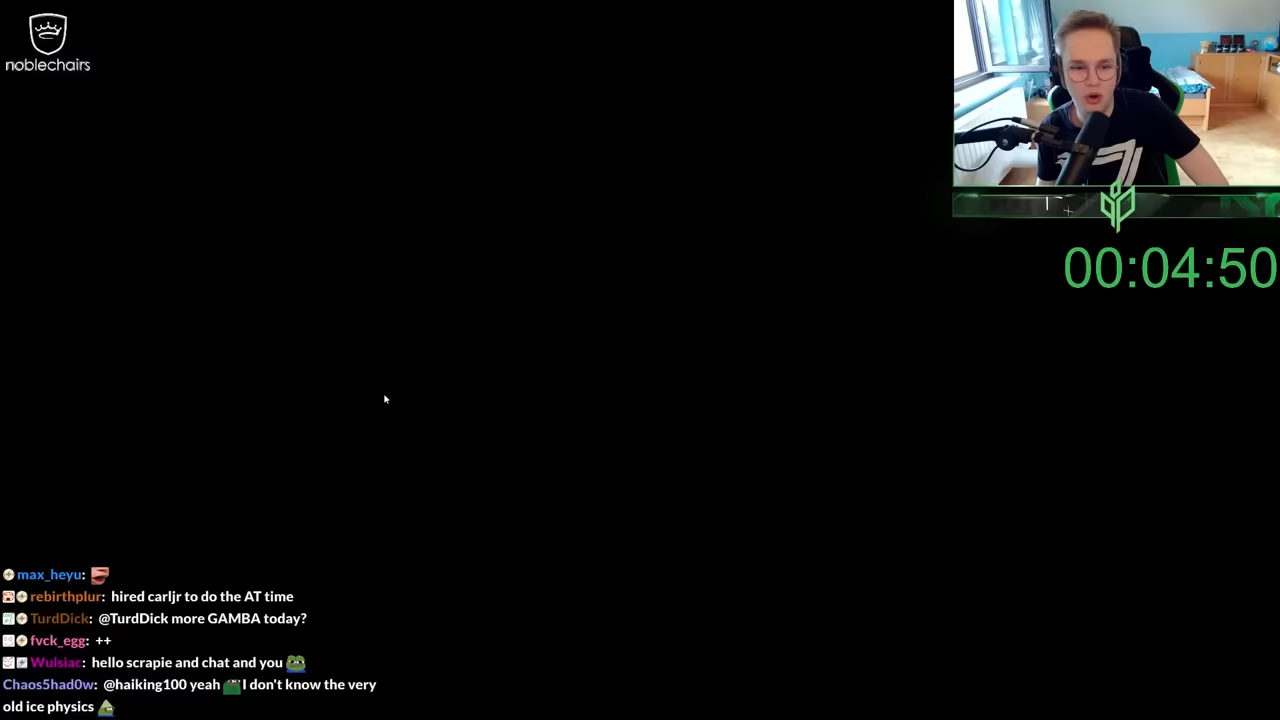 noblechairs
00:04:50
max_heyu:
rebirthplur: hired carljr to do the AT time
TurdDick: @TurdDick more GAMBA today?
fvck_egg: ++
Wulsiac: hello scrapie and chat and you
Chaos5had0w: @haiking100 yeah I don't know the very
old ice physics